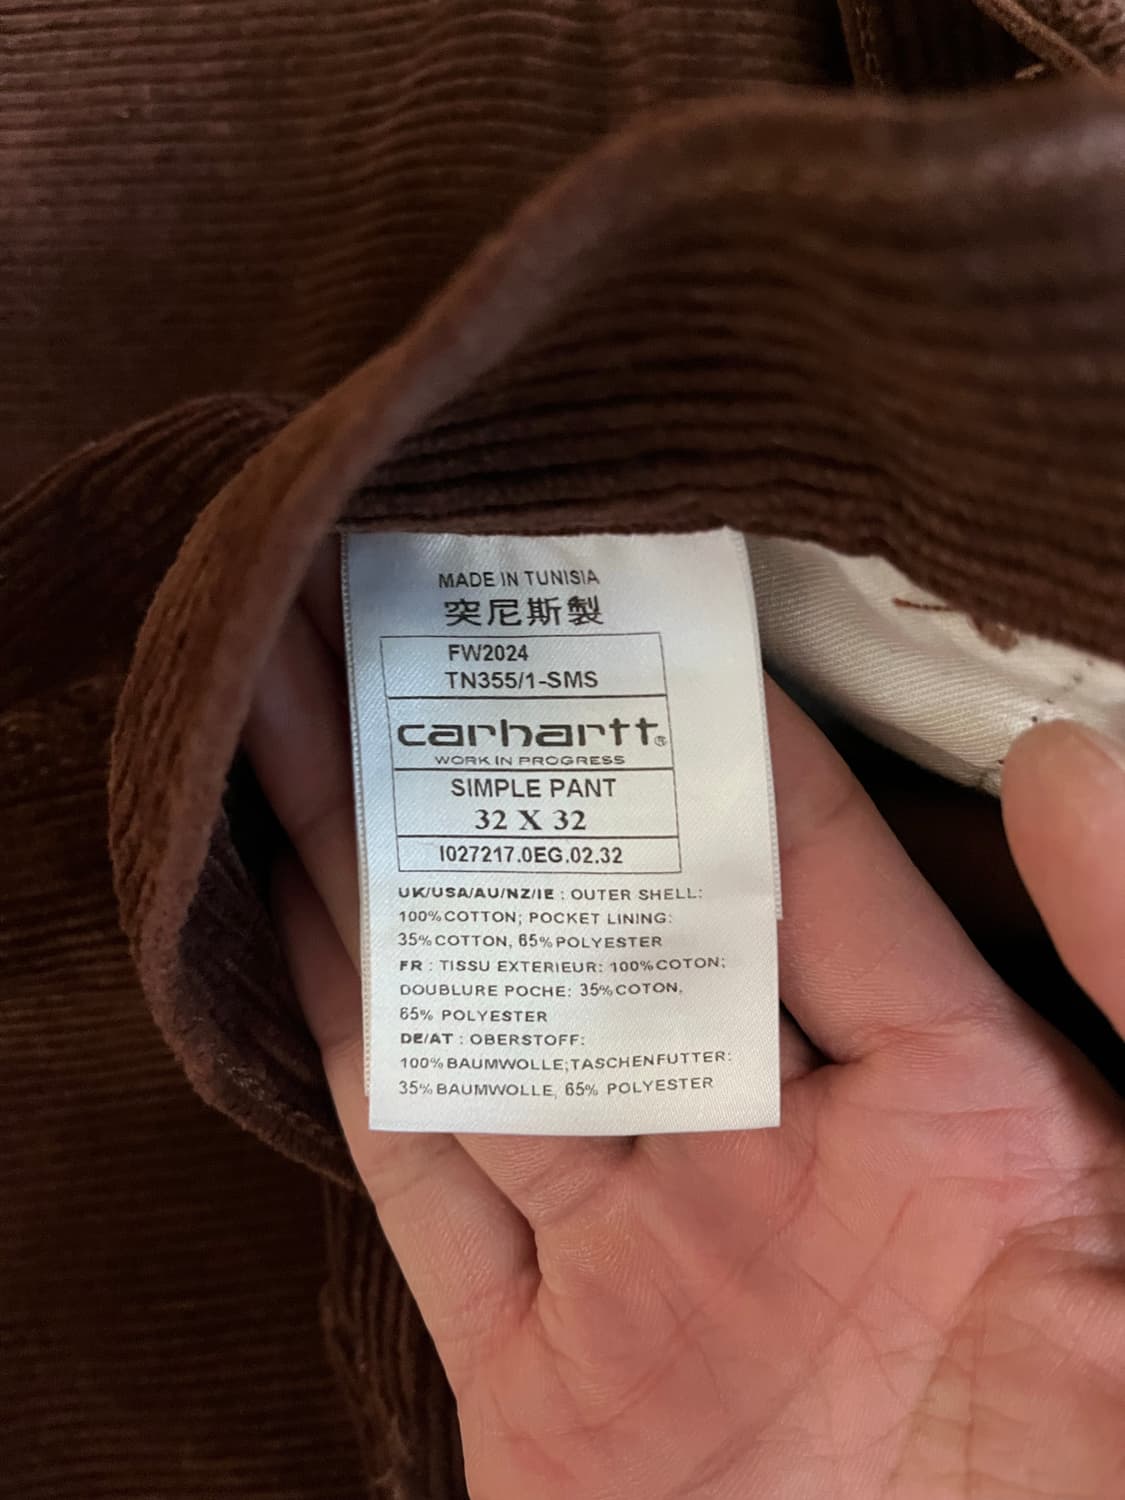 MADE IN TUNISIA
突尼斯製
FW2024
TN355/1-SMS
carhartt®
WORK IN PROGRESS
SIMPLE PANT
32 X 32
I027217.0EG.02.32
UK/USA/AU/NZ/IE : OUTER SHELL:
100%COTTON; POCKET LINING:
35%COTTON, 65%POLYESTER
FR : TISSU EXTERIEUR: 100%COTON;
DOUBLURE POCHE: 35%COTON,
65% POLYESTER
DE/AT : OBERSTOFF:
100%BAUMWOLLE;TASCHENFUTTER:
35%BAUMWOLLE, 65% POLYESTER